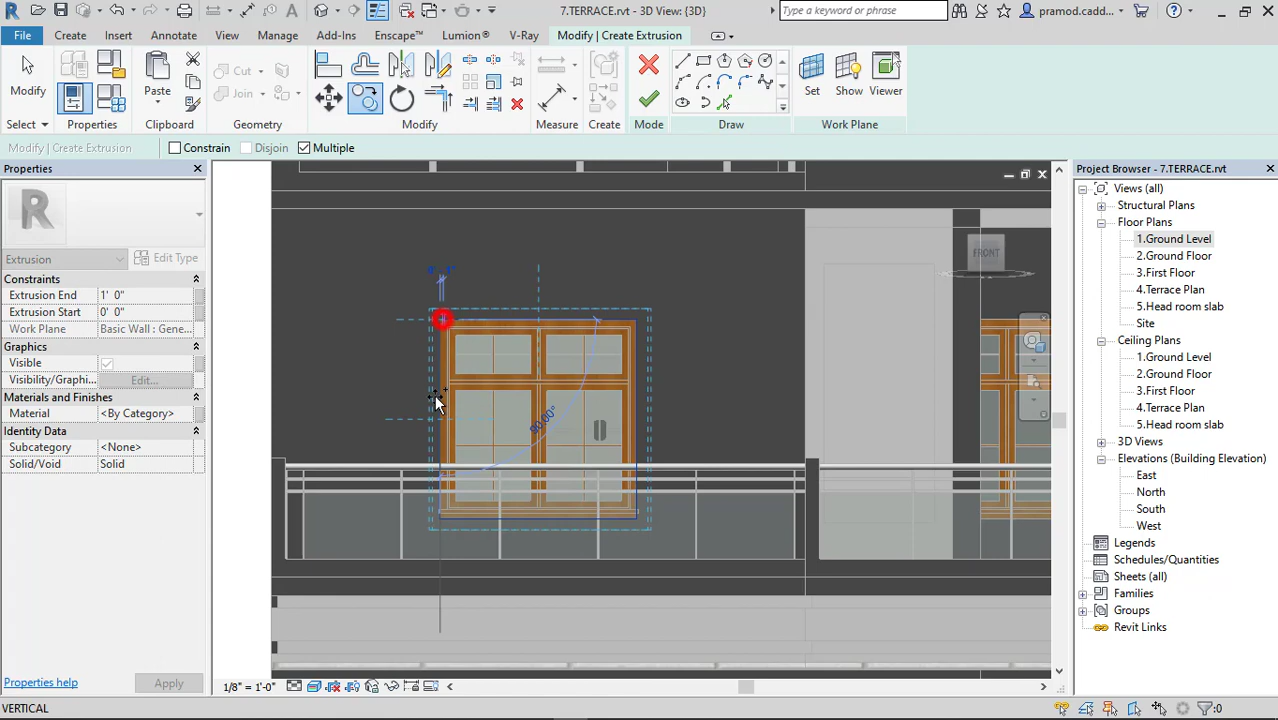 7.TERRACE.rvt - 3D View: {3D}
Type a keyword or phrase
pramod.cadd...
File Create Insert Annotate View Manage Add-Ins Enscape™ Lumion® V-Ray Modify | Create Extrusion
Modify
Paste
Cut
Join
Set Show Viewer
Select Properties Clipboard Geometry Modify Measure Create Mode Draw Work Plane
Modify | Create Extrusion Constrain Disjoin Multiple
Properties
R
Extrusion Edit Type
Constraints
Extrusion End 1' 0"
Extrusion Start 0' 0"
Work Plane Basic Wall : Gene...
Graphics
Visible
Visibility/Graphi... Edit...
Materials and Finishes
Material <By Category>
Identity Data
Subcategory <None>
Solid/Void Solid
Properties help Apply
FRONT
90.00°
Project Browser - 7.TERRACE.rvt
Views (all)
Structural Plans
Floor Plans
1.Ground Level
2.Ground Floor
3.First Floor
4.Terrace Plan
5.Head room slab
Site
Ceiling Plans
1.Ground Level
2.Ground Floor
3.First Floor
4.Terrace Plan
5.Head room slab
3D Views
Elevations (Building Elevation)
East
North
South
West
Legends
Schedules/Quantities
Sheets (all)
Families
Groups
Revit Links
1/8" = 1'-0"
VERTICAL
:0